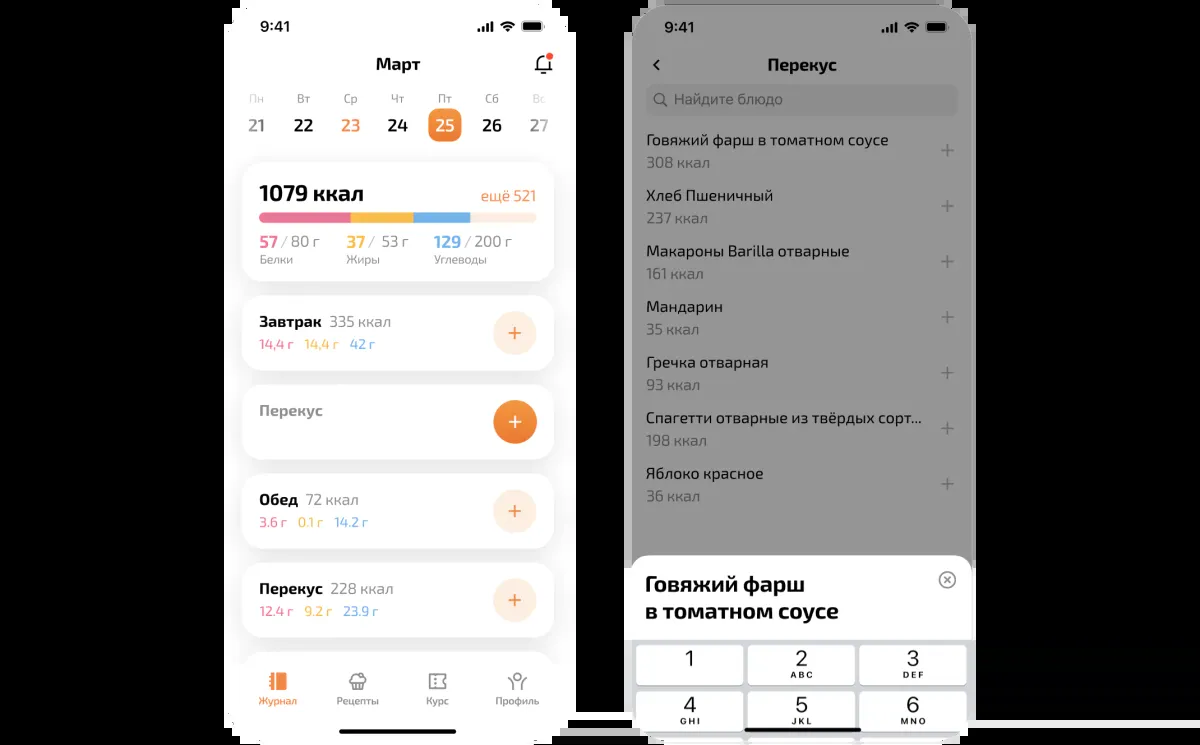 9:41
Март
Пн Вт Ср Чт Пт Сб Вс
21 22 23 24 25 26 27
1079 ккал ещё 521
57 / 80 г 37 / 53 г 129 / 200 г
Белки Жиры Углеводы
Завтрак 335 ккал
14,4 г 14,4 г 42 г
Перекус
Обед 72 ккал
3.6 г 0.1 г 14.2 г
Перекус 228 ккал
12.4 г 9.2 г 23.9 г
Журнал Рецепты Курс Профиль
9:41
Перекус
Найдите блюдо
Говяжий фарш в томатном соусе
308 ккал
Хлеб Пшеничный
237 ккал
Макароны Barilla отварные
161 ккал
Мандарин
35 ккал
Гречка отварная
93 ккал
Спагетти отварные из твёрдых сорт...
198 ккал
Яблоко красное
36 ккал
Говяжий фарш
в томатном соусе
1 2 3
ABC DEF
4 5 6
GHI JKL MNO